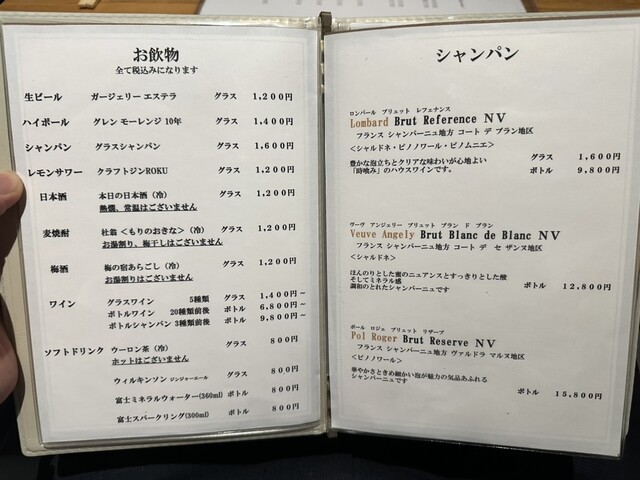 お飲物
全て税込みになります
生ビール ガージェリー エステラ グラス 1,200円
ハイボール グレン モーレンジ 10年 グラス 1,400円
シャンパン グラスシャンパン グラス 1,600円
レモンサワー クラフトジンROKU グラス 1,200円
日本酒 本日の日本酒（冷） グラス 1,200円
熱燗、常温はございません
麦焼酎 杜翁 ＜もりのおきな＞（冷） グラス 1,200円
お湯割り、梅干しはございません
梅酒 梅の宿あらごし（冷） グラス 1,200円
お湯割りはございません
ワイン グラスワイン 5種類 グラス 1,400円～
ボトルワイン 20種類前後 ボトル 6,800円～
ボトルシャンパン 3種類前後 ボトル 9,800円～
ソフトドリンク ウーロン茶（冷） グラス 800円
ホットはございません
ウィルキンソン ジンジャーエール グラス 800円
富士ミネラルウォーター(360ml) ボトル 800円
富士スパークリング(300ml) ボトル 800円
シャンパン
ロンバール ブリュット レフェナンス
Lombard Brut Reference NV
フランス シャンパーニュ地方 コート デ ブラン地区
＜シャルドネ・ピノノワール・ピノムニエ＞
豊かな泡立ちとクリアな味わいが心地よい グラス 1,600円
「時喰み」のハウスワインです。 ボトル 9,800円
ヴーヴ アンジェリー ブリュット ブラン ド ブラン
Veuve Angely Brut Blanc de Blanc NV
フランス シャンパーニュ地方 コート デ セ ザンヌ地区
＜シャルドネ＞
ほんのりとした蜜のニュアンスとすっきりとした酸
そしてミネラル感
調和のとれたシャンパーニュです ボトル 12,800円
ポール ロジェ ブリュット リザーブ
Pol Roger Brut Reserve NV
フランス シャンパーニュ地方 ヴァルドラ マルヌ地区
＜ピノノワール＞
華やかさときめ細かい泡が魅力の気品あふれる
シャンパーニュです
ボトル 15,800円